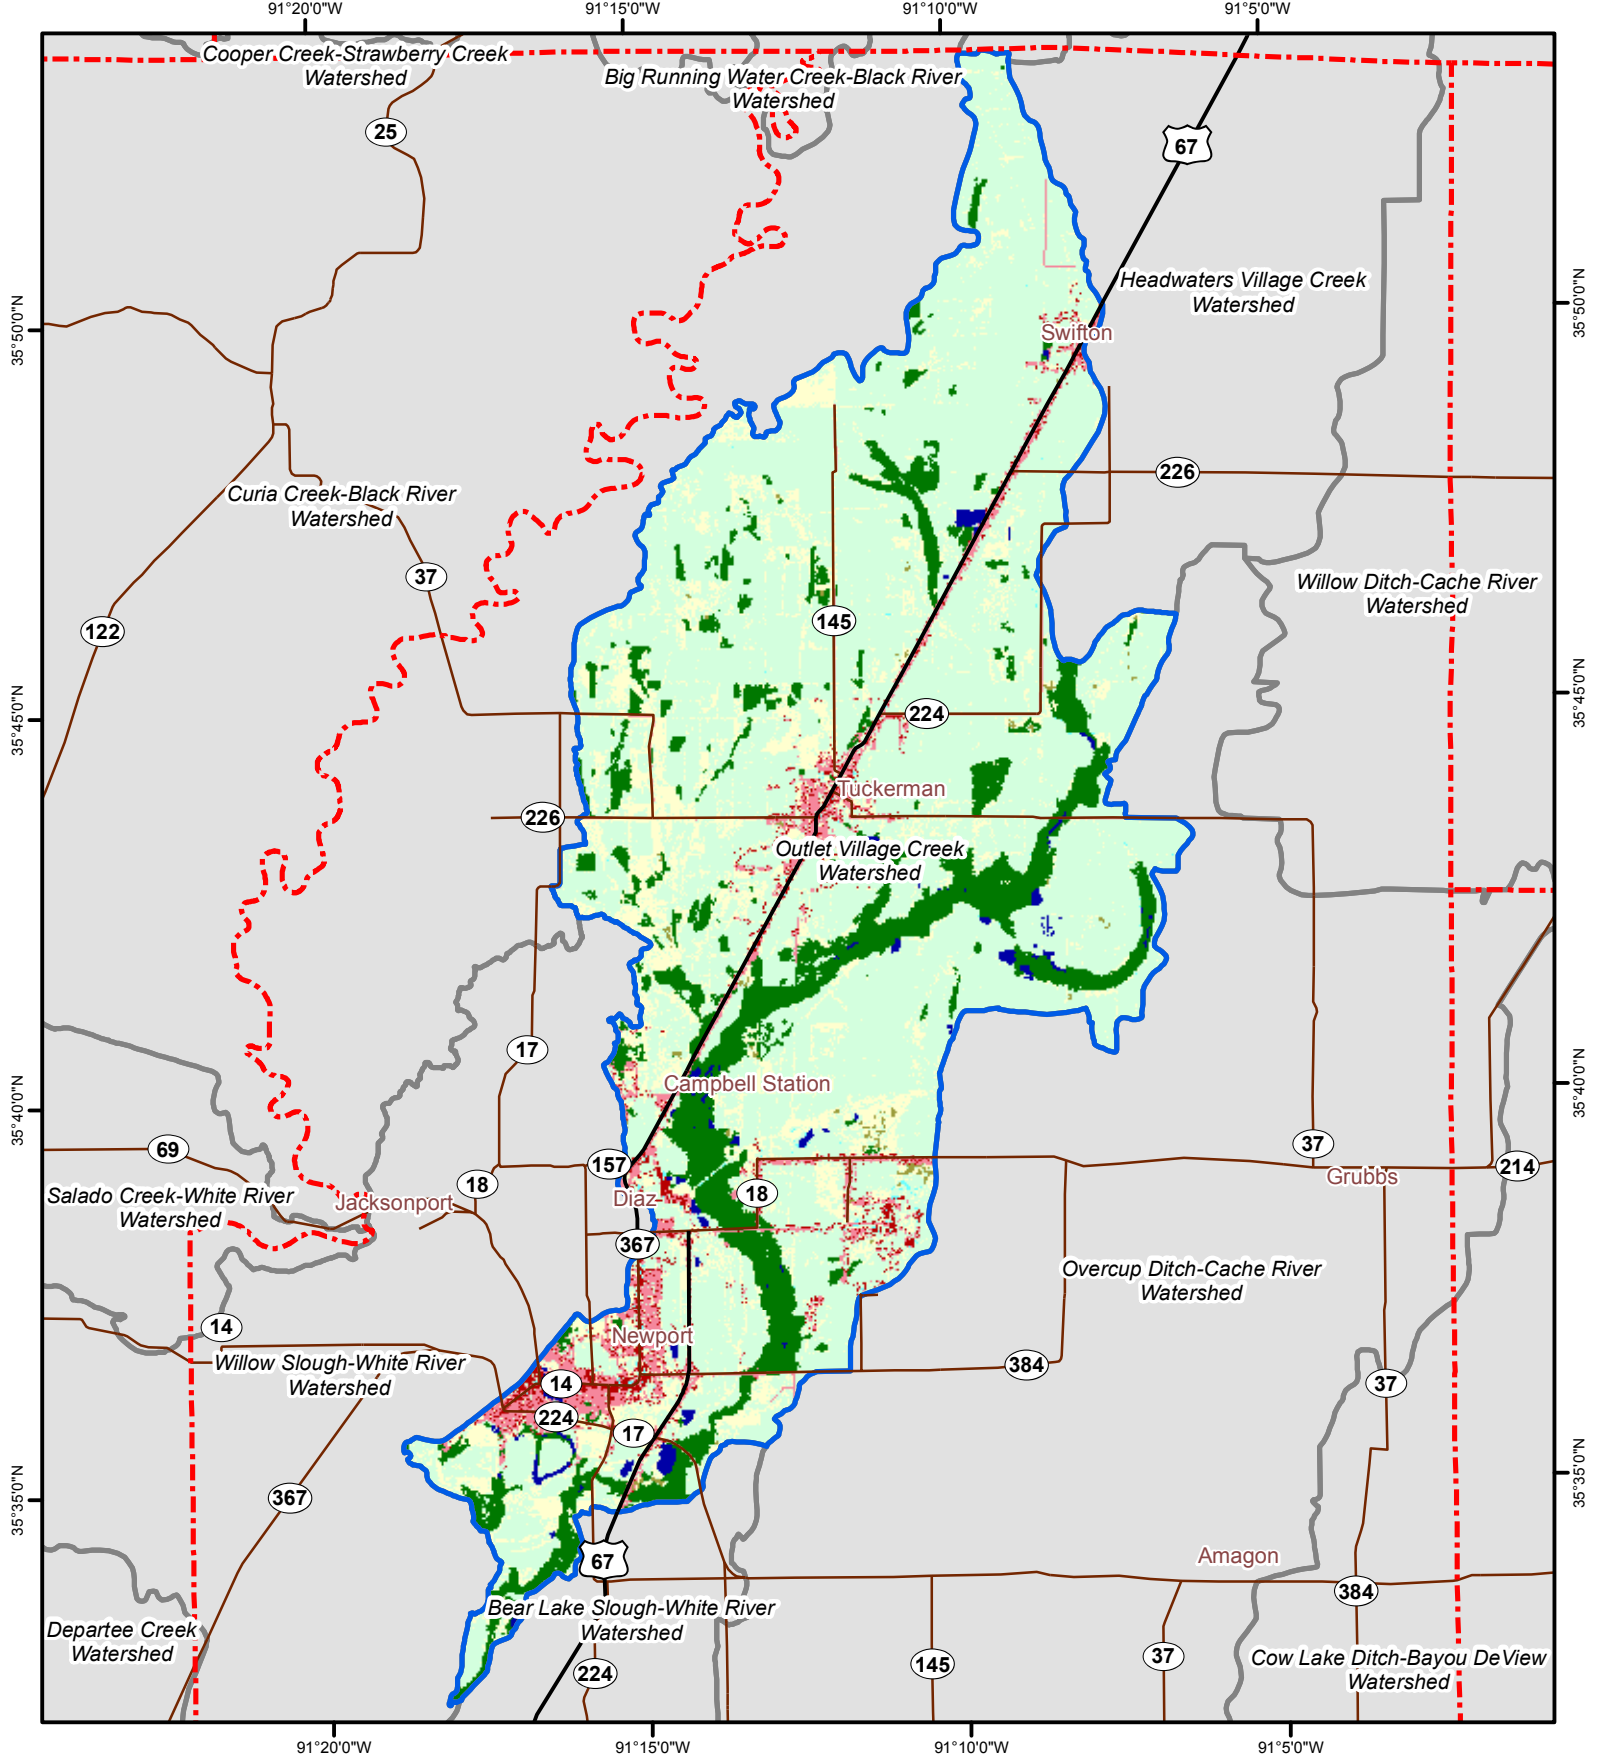 91°20'0"W
91°15'0"W
91°10'0"W
91°5'0"W
Cooper Creek-Strawberry Creek
Watershed
Big Running Water Creek-Black River
Watershed
25
67
Headwaters Village Creek
Watershed
35°50'0"N
35°50'0"N
Swifton
226
Curia Creek-Black River
Watershed
37
Willow Ditch-Cache River
Watershed
122
145
35°45'0"N
35°45'0"N
224
Tuckerman
226
Outlet Village Creek
Watershed
17
35°40'0"N
35°40'0"N
Campbell Station
69
37
157
214
Grubbs
18
18
Salado Creek-White River
Watershed
Jacksonport
Diaz
367
Overcup Ditch-Cache River
Watershed
14
Newport
Willow Slough-White River
Watershed
384
14
37
224
17
35°35'0"N
35°35'0"N
367
67
Amagon
384
Bear Lake Slough-White River
Watershed
Departee Creek
Watershed
224
145
37
Cow Lake Ditch-Bayou DeView
Watershed
91°20'0"W
91°15'0"W
91°10'0"W
91°5'0"W